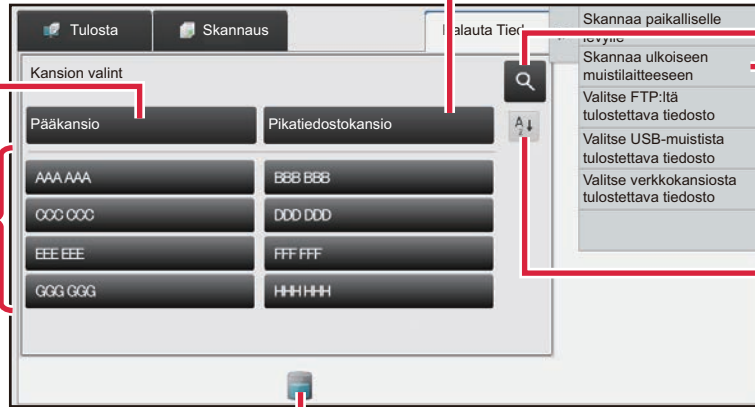 Tulosta
Skannaus
alauta Tied
Kansion valint
Pääkansio
Pikatiedostokansio
AAA AAA
BBB BBB
CCC CCC
DDD DDD
EEE EEE
FFF FFF
GGG GGG
HHH HHH
Skannaa paikalliselle
levylle
Skannaa ulkoiseen
muistilaitteeseen
Valitse FTP:ltä
tulostettava tiedosto
Valitse USB-muistista
tulostettava tiedosto
Valitse verkkokansiosta
tulostettava tiedosto